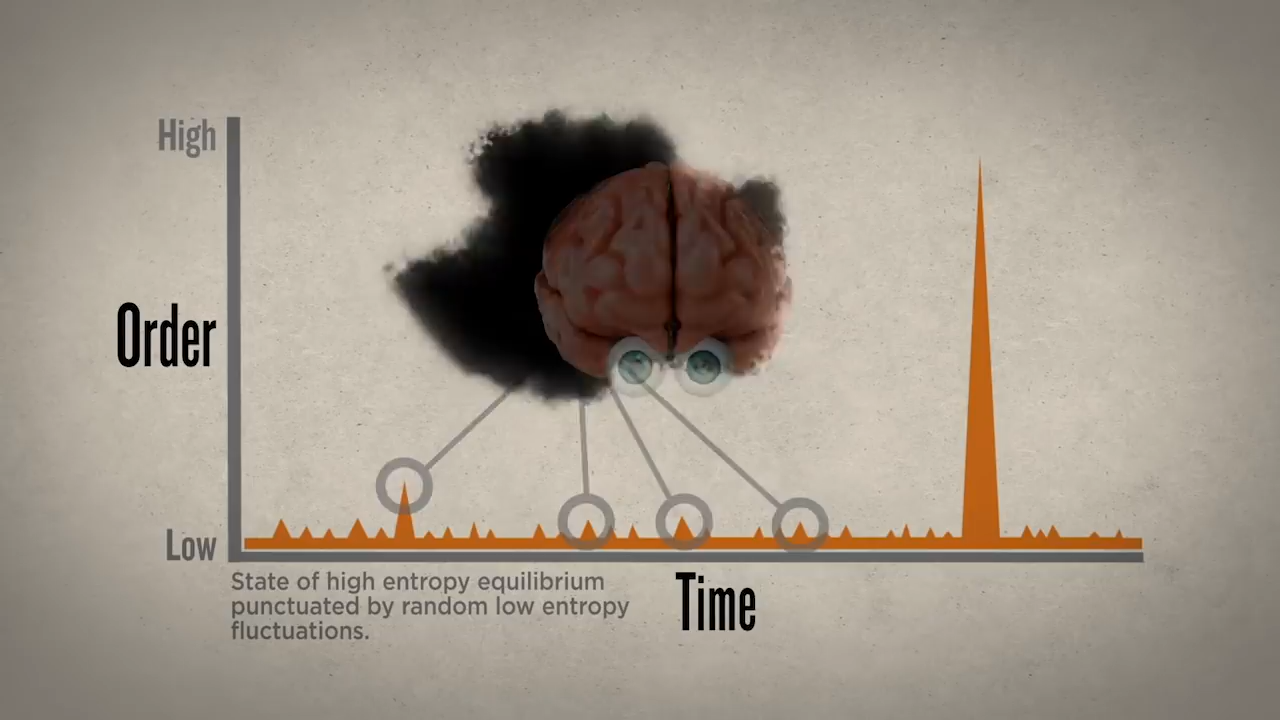 High
Order
Low
State of high entropy equilibrium
punctuated by random low entropy
fluctuations.
Time